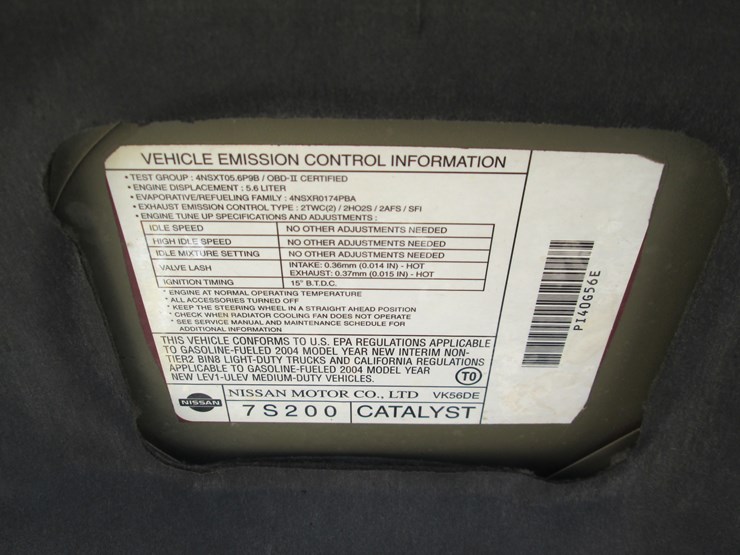 VEHICLE EMISSION CONTROL INFORMATION
• TEST GROUP : 4NSXT05.6P9B / OBD-II CERTIFIED
• ENGINE DISPLACEMENT : 5.6 LITER
• EVAPORATIVE/REFUELING FAMILY : 4NSXR0174PBA
• EXHAUST EMISSION CONTROL TYPE : 2TWC(2) / 2HO2S / 2AFS / SFI
• ENGINE TUNE UP SPECIFICATIONS AND ADJUSTMENTS :
IDLE SPEED NO OTHER ADJUSTMENTS NEEDED
HIGH IDLE SPEED NO OTHER ADJUSTMENTS NEEDED
IDLE MIXTURE SETTING NO OTHER ADJUSTMENTS NEEDED
VALVE LASH INTAKE: 0.36mm (0.014 IN) - HOT
EXHAUST: 0.37mm (0.015 IN) - HOT
IGNITION TIMING 15° B.T.D.C.
* ENGINE AT NORMAL OPERATING TEMPERATURE
* ALL ACCESSORIES TURNED OFF
* KEEP THE STEERING WHEEL IN A STRAIGHT AHEAD POSITION
* CHECK WHEN RADIATOR COOLING FAN DOES NOT OPERATE
* SEE SERVICE MANUAL AND MAINTENANCE SCHEDULE FOR
ADDITIONAL INFORMATION
THIS VEHICLE CONFORMS TO U.S. EPA REGULATIONS APPLICABLE
TO GASOLINE-FUELED 2004 MODEL YEAR NEW INTERIM NON-
TIER2 BIN8 LIGHT-DUTY TRUCKS AND CALIFORNIA REGULATIONS
APPLICABLE TO GASOLINE-FUELED 2004 MODEL YEAR
NEW LEV1-ULEV MEDIUM-DUTY VEHICLES.
TO
NISSAN
NISSAN MOTOR CO., LTD VK56DE
7S200 CATALYST
PI40G56E